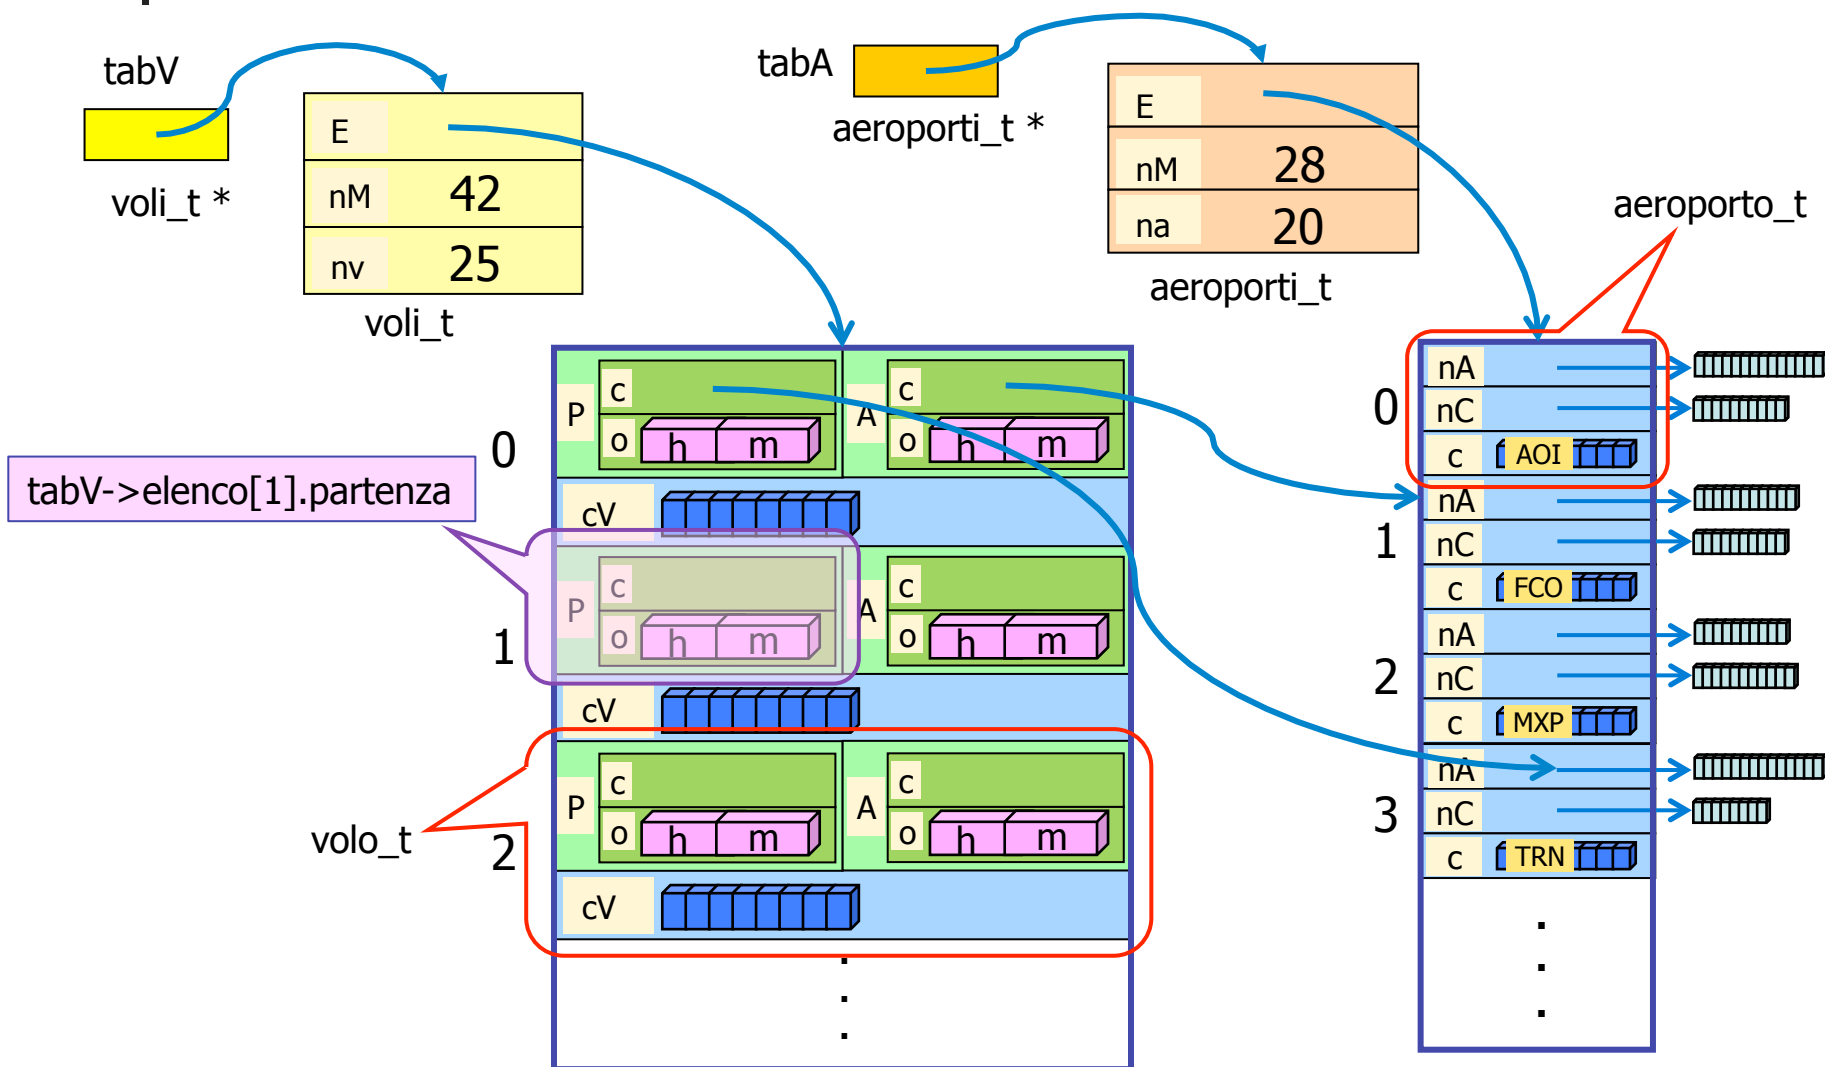 tabV
voli_t *
E
nM 42
nv 25
voli_t
tabA
aeroporti_t *
E
nM 28
na 20
aeroporti_t
aeroporto_t
tabV->elenco[1].partenza
volo_t
0
P c A c
o h m o h m
cV
1
P c A c
o h m o h m
cV
2
P c A c
o h m o h m
cV
.
.
.
0
nA
nC
c AOI
1
nA
nC
c FCO
2
nA
nC
c MXP
3
nA
nC
c TRN
.
.
.